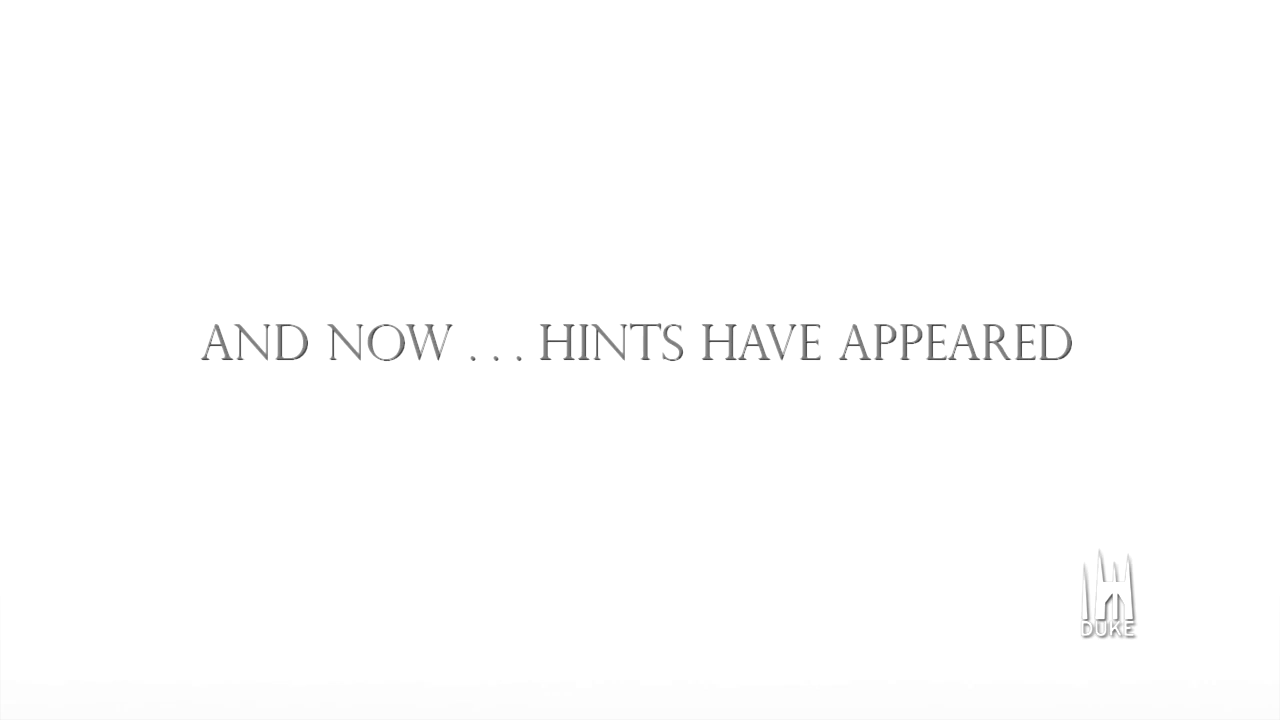 AND NOW . . . HINTS HAVE APPEARED
DUKE